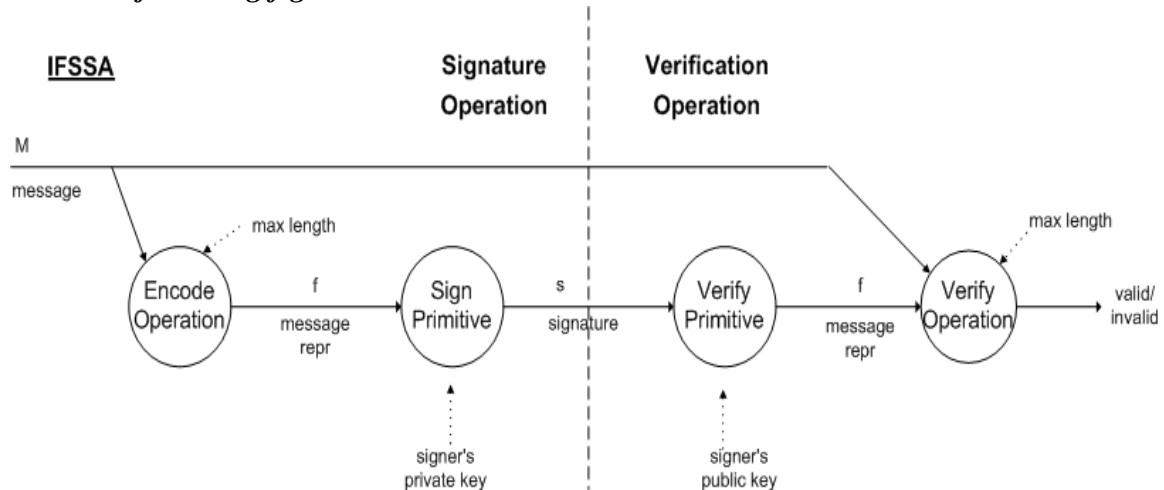 IFSSA
Signature
Operation
Verification
Operation
M
message
max length
max length
Encode
Operation
f
message
repr
Sign
Primitive
s
signature
Verify
Primitive
f
message
repr
Verify
Operation
valid/
invalid
signer's
private key
signer's
public key